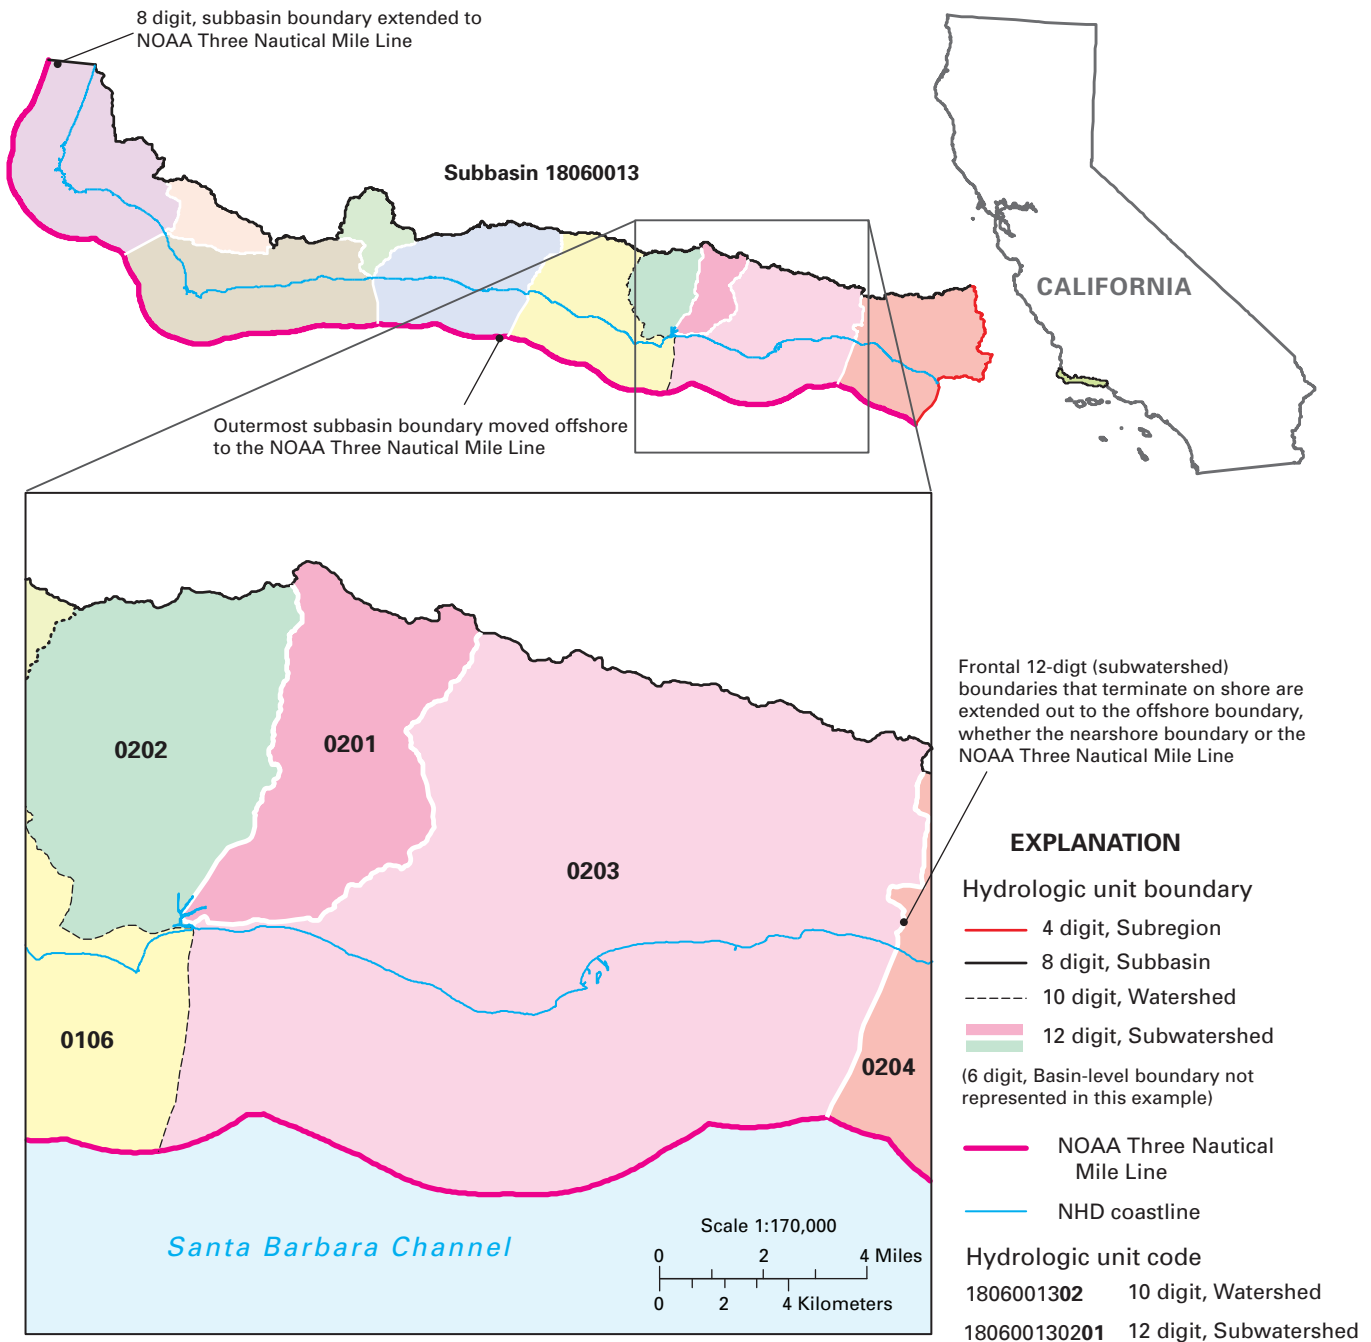 8 digit, subbasin boundary extended to
NOAA Three Nautical Mile Line
Subbasin 18060013
CALIFORNIA
Outermost subbasin boundary moved offshore
to the NOAA Three Nautical Mile Line
0202
0201
0203
0106
0204
Santa Barbara Channel
Scale 1:170,000
0 2 4 Miles
0 2 4 Kilometers
Frontal 12-digt (subwatershed)
boundaries that terminate on shore are
extended out to the offshore boundary,
whether the nearshore boundary or the
NOAA Three Nautical Mile Line
EXPLANATION
Hydrologic unit boundary
4 digit, Subregion
8 digit, Subbasin
10 digit, Watershed
12 digit, Subwatershed
(6 digit, Basin-level boundary not
represented in this example)
NOAA Three Nautical
Mile Line
NHD coastline
Hydrologic unit code
1806001302 10 digit, Watershed
180600130201 12 digit, Subwatershed